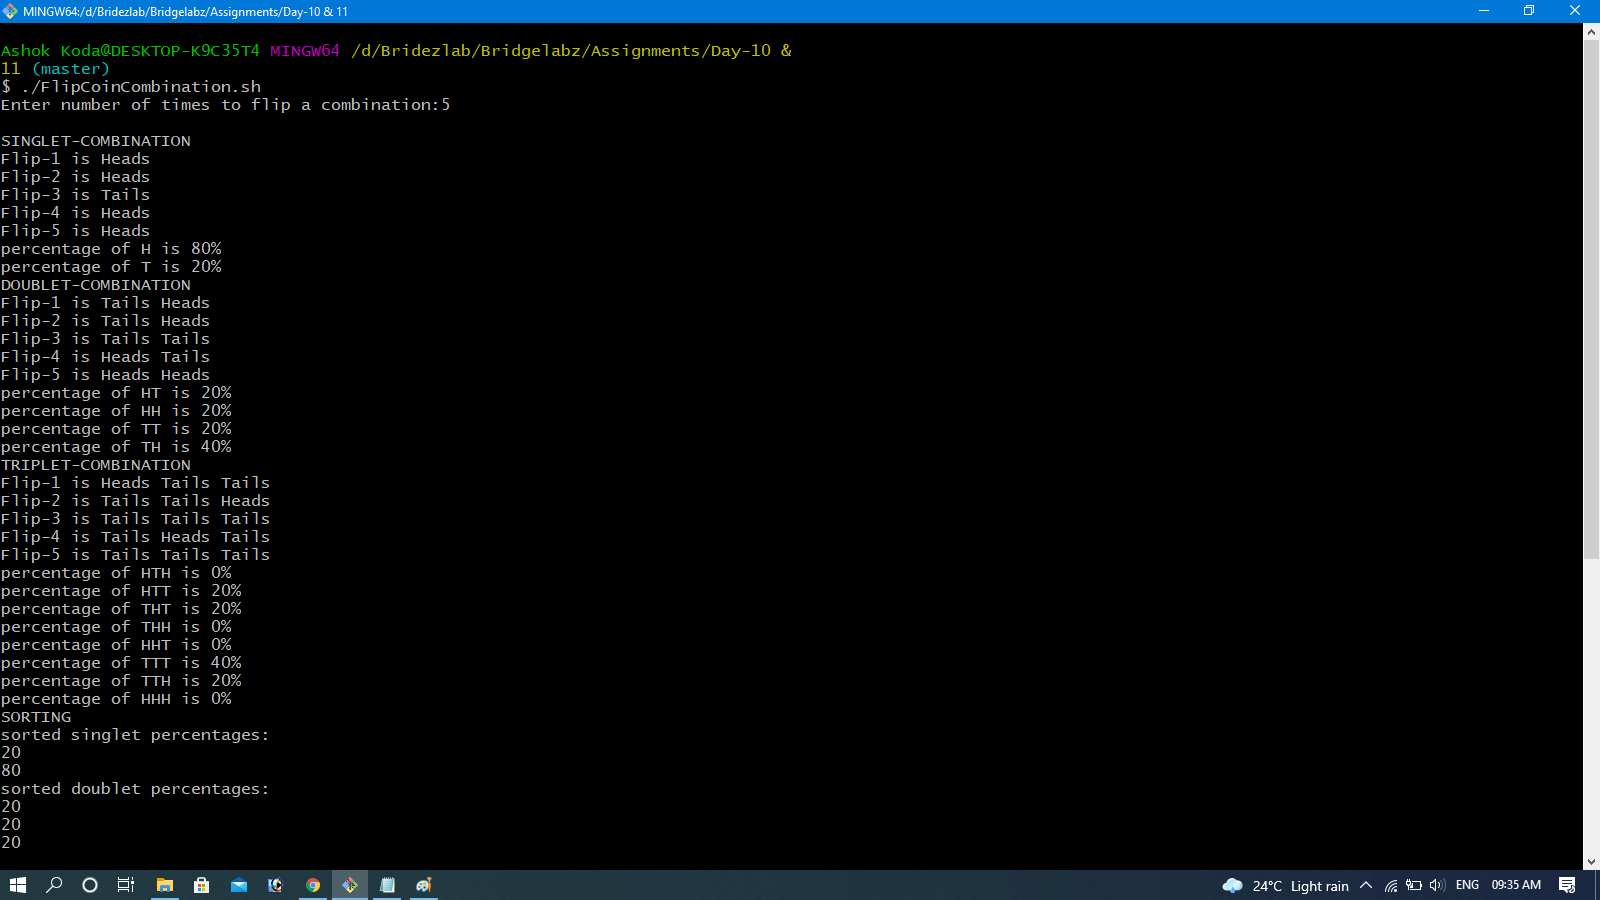 MINGW64:/d/Bridezlab/Bridgelabz/Assignments/Day-10 & 11
Ashok Koda@DESKTOP-K9C35T4 MINGW64 /d/Bridezlab/Bridgelabz/Assignments/Day-10 &
11 (master)
$ ./FlipCoinCombination.sh
Enter number of times to flip a combination:5
SINGLET-COMBINATION
Flip-1 is Heads
Flip-2 is Heads
Flip-3 is Tails
Flip-4 is Heads
Flip-5 is Heads
percentage of H is 80%
percentage of T is 20%
DOUBLET-COMBINATION
Flip-1 is Tails Heads
Flip-2 is Tails Heads
Flip-3 is Tails Tails
Flip-4 is Heads Tails
Flip-5 is Heads Heads
percentage of HT is 20%
percentage of HH is 20%
percentage of TT is 20%
percentage of TH is 40%
TRIPLET-COMBINATION
Flip-1 is Heads Tails Tails
Flip-2 is Tails Tails Heads
Flip-3 is Tails Tails Tails
Flip-4 is Tails Heads Tails
Flip-5 is Tails Tails Tails
percentage of HTH is 0%
percentage of HTT is 20%
percentage of THT is 20%
percentage of THH is 0%
percentage of HHT is 0%
percentage of TTT is 40%
percentage of TTH is 20%
percentage of HHH is 0%
SORTING
sorted singlet percentages:
20
80
sorted doublet percentages:
20
20
20
24°C Light rain ENG 09:35 AM